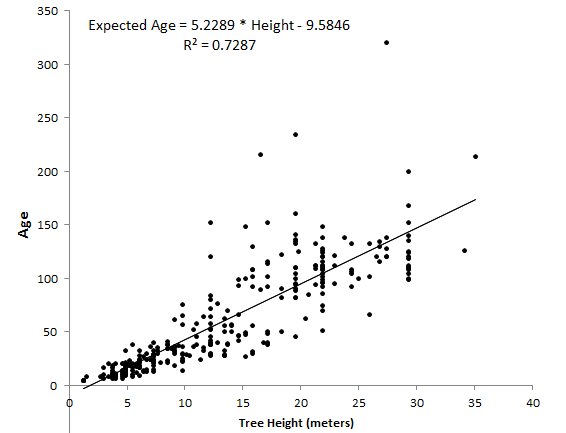 Expected Age = 5.2289 * Height - 9.5846
R² = 0.7287
350
300
250
200
150
100
50
0
Age
0 5 10 15 20 25 30 35 40
Tree Height (meters)